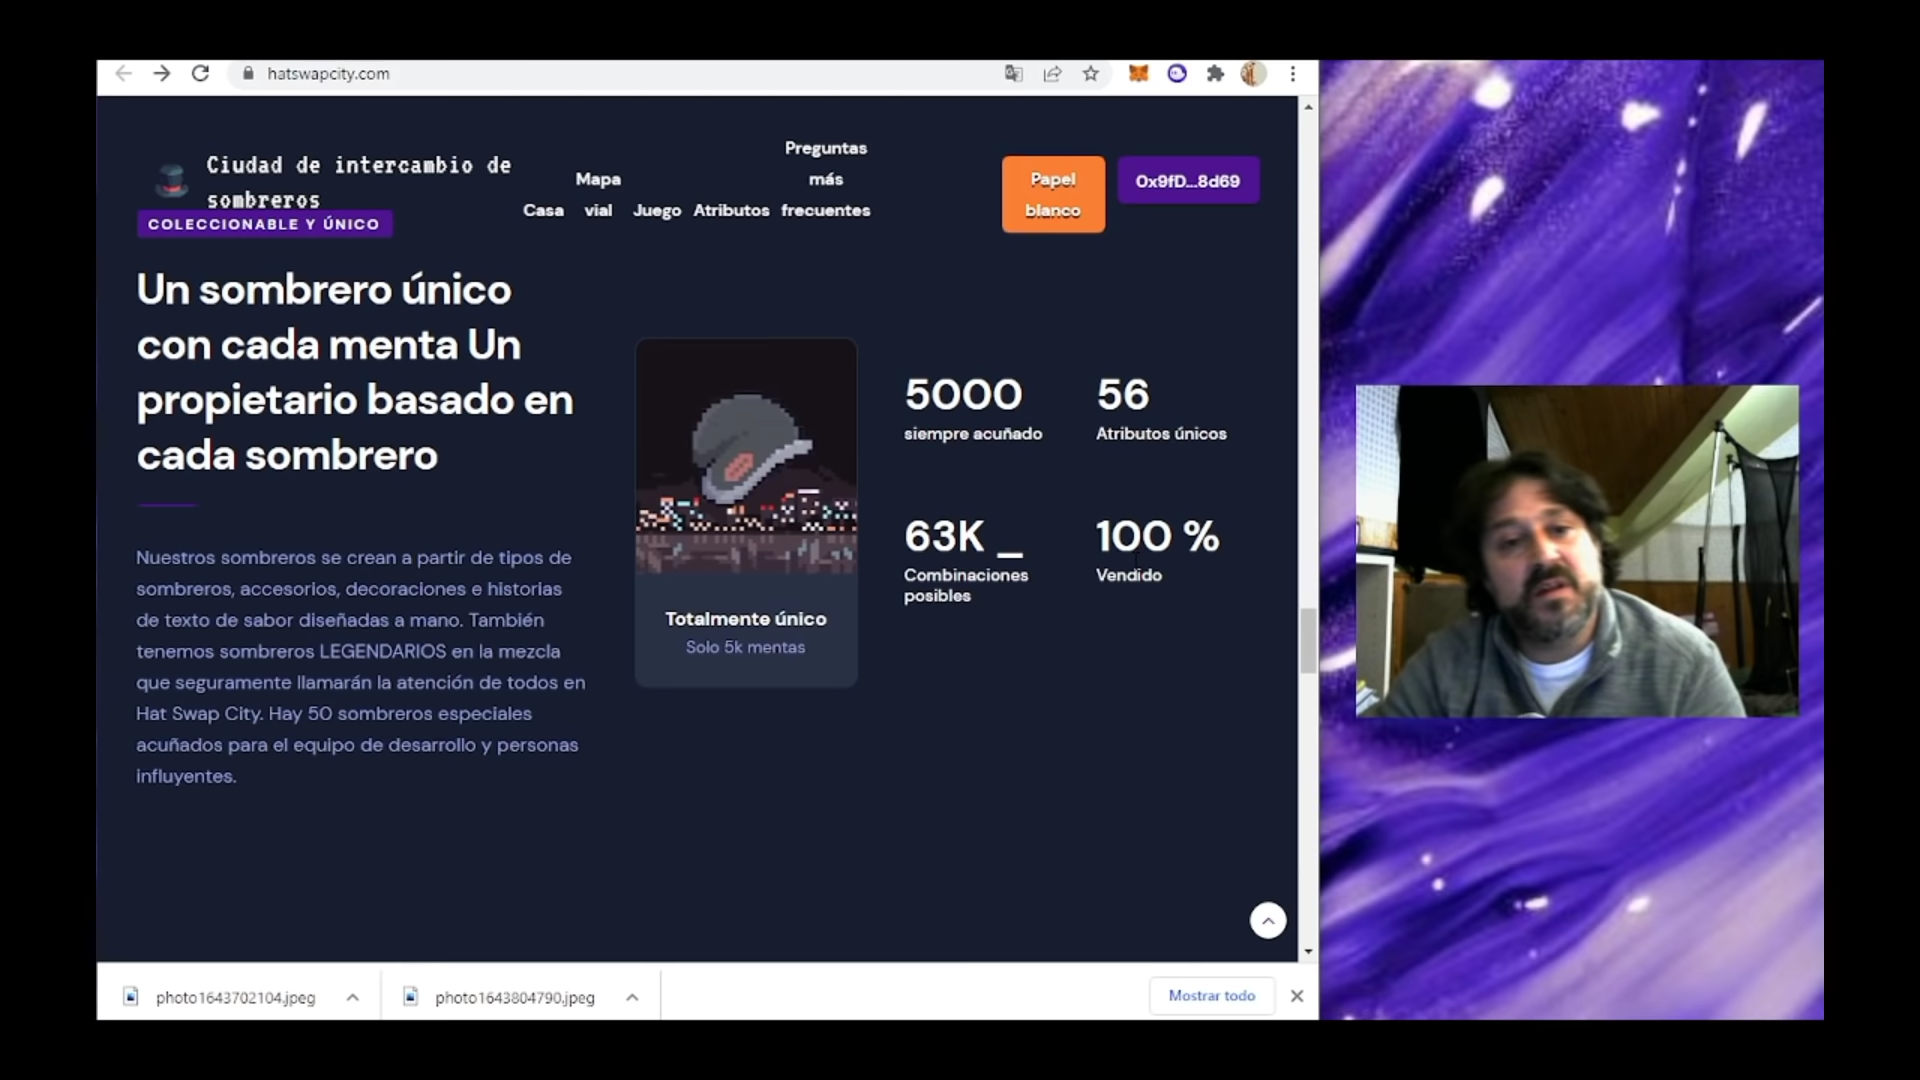 hatswapcity.com
Ciudad de intercambio de
sombreros
Casa
Mapa
vial
Juego
Atributos
Preguntas
más
frecuentes
Papel
blanco
0x9fD...8d69
COLECCIONABLE Y ÚNICO
Un sombrero único
con cada menta Un
propietario basado en
cada sombrero
Nuestros sombreros se crean a partir de tipos de
sombreros, accesorios, decoraciones e historias
de texto de sabor diseñadas a mano. También
tenemos sombreros LEGENDARIOS en la mezcla
que seguramente llamarán la atención de todos en
Hat Swap City. Hay 50 sombreros especiales
acuñados para el equipo de desarrollo y personas
influyentes.
Totalmente único
Solo 5k mentas
5000
siempre acuñado
56
Atributos únicos
63K _
Combinaciones
posibles
100 %
Vendido
photo1643702104.jpeg
photo1643804790.jpeg
Mostrar todo